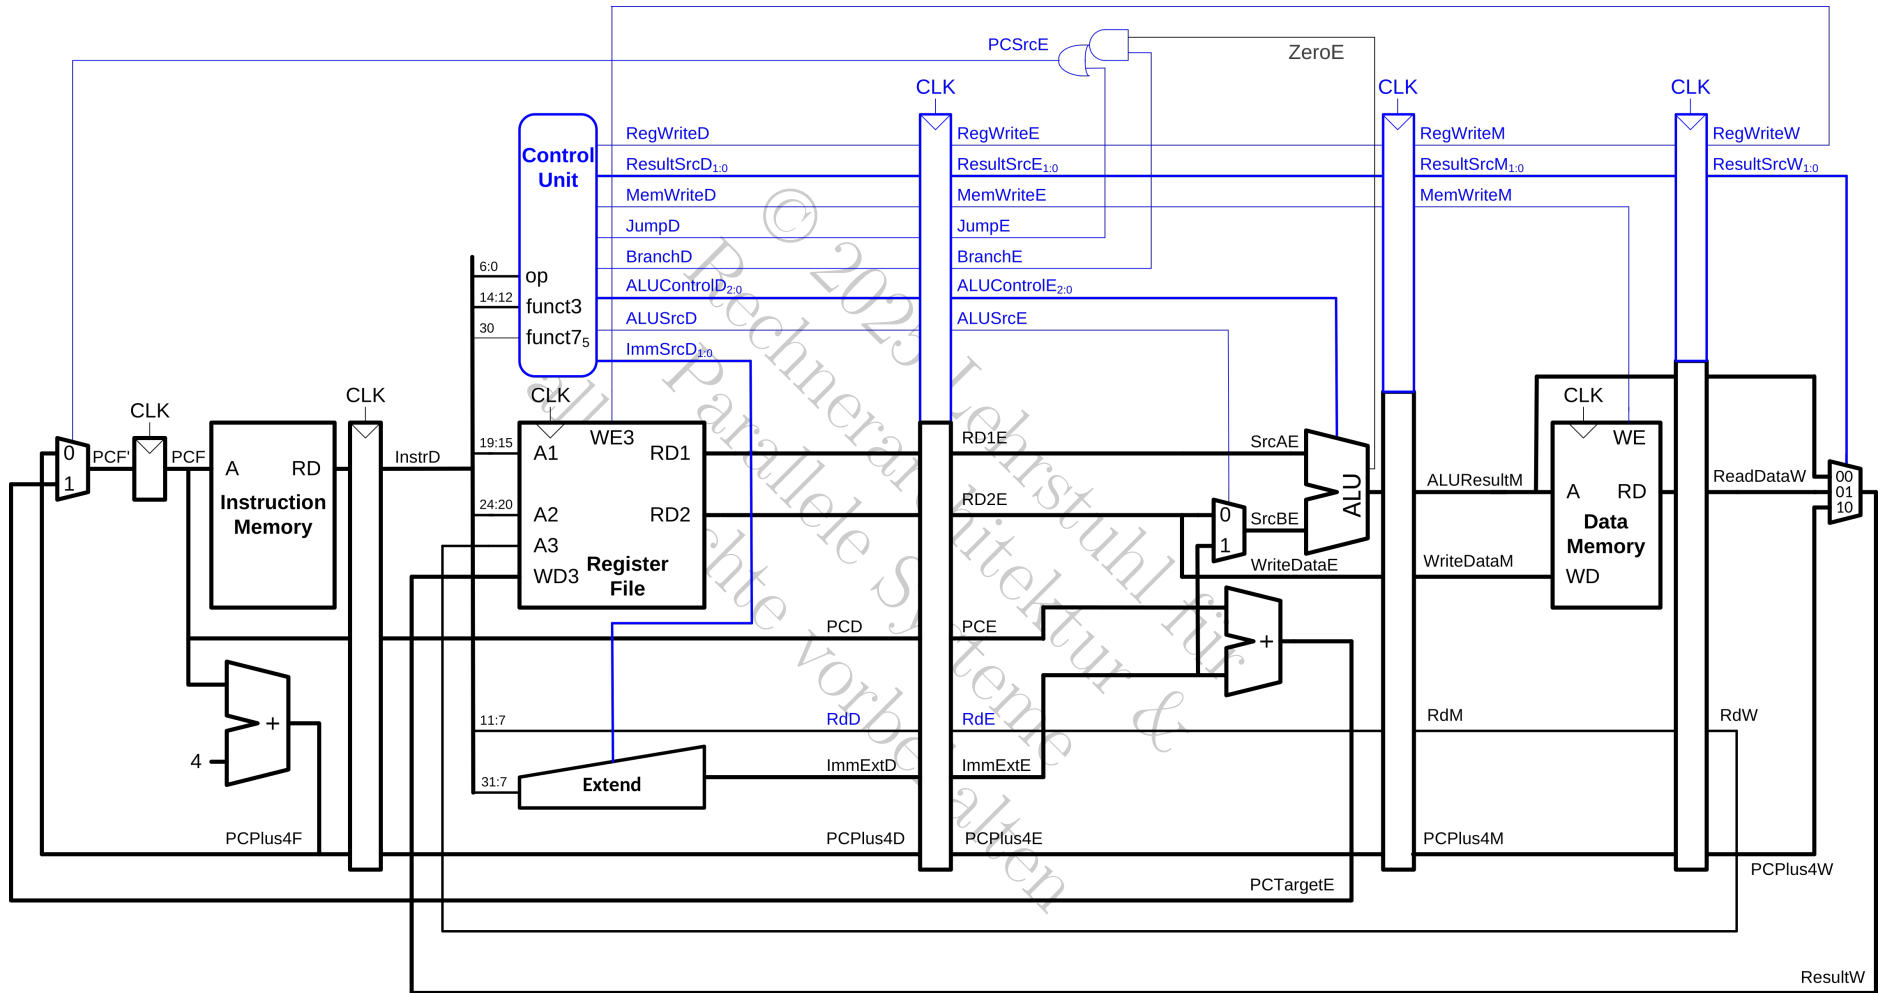 PCSrcE
ZeroE
CLK
CLK
CLK
RegWriteD
RegWriteE
RegWriteM
RegWriteW
Control
Unit
ResultSrcD1:0
ResultSrcE1:0
ResultSrcM1:0
ResultSrcW1:0
MemWriteD
MemWriteE
MemWriteM
JumpD
JumpE
BranchD
BranchE
6:0
op
ALUControlD2:0
ALUControlE2:0
14:12
funct3
ALUSrcD
ALUSrcE
30
funct75
ImmSrcD1:0
CLK
CLK
CLK
CLK
WE3
WE
0
1
PCF'
PCF
A
RD
Instruction
Memory
InstrD
19:15
A1
RD1
RD1E
SrcAE
24:20
A2
RD2
RD2E
0
1
SrcBE
ALU
ALUResultM
A
RD
ReadDataW
00
01
10
A3
WD3
Register
File
WriteDataE
WriteDataM
Data
Memory
WD
PCD
PCE
+
4
+
11:7
RdD
RdE
RdM
RdW
31:7
Extend
ImmExtD
ImmExtE
PCPlus4F
PCPlus4D
PCPlus4E
PCPlus4M
PCPlus4W
PCTargetE
ResultW
© 2025 Lehrstuhl für
Rechnerarchitektur &
Parallele Systeme
alle Rechte vorbehalten